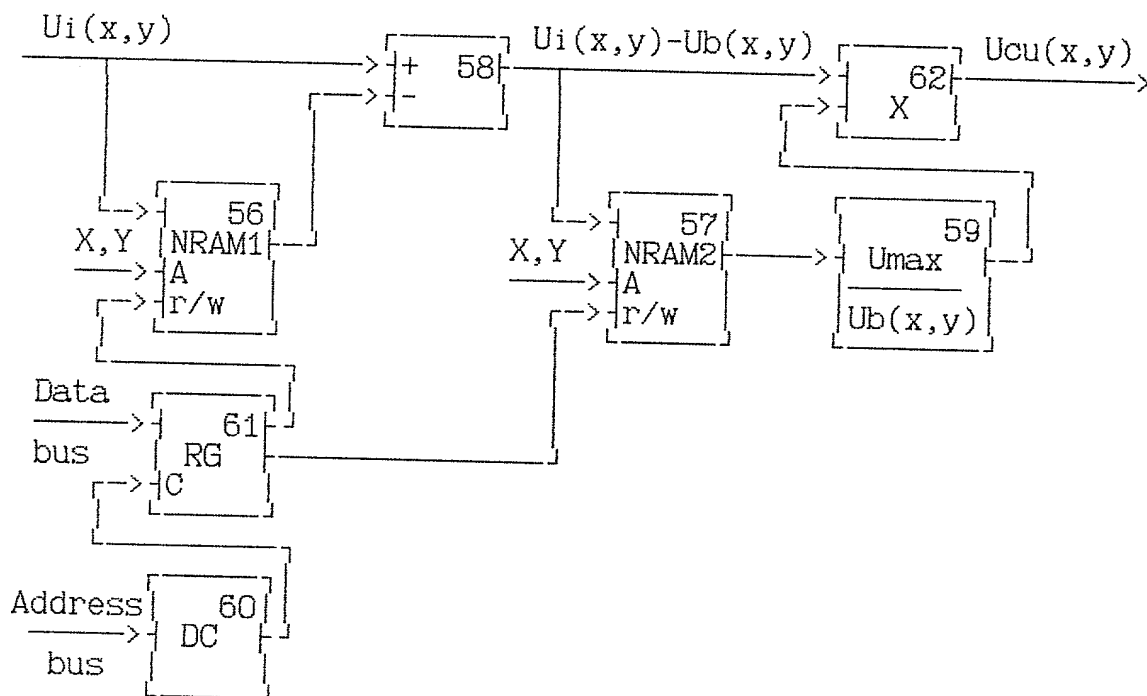 Ui(x,y)
+
-
58
Ui(x,y)-Ub(x,y)
62
X
Ucu(x,y)
56
NRAM1
X,Y
A
r/w
57
NRAM2
X,Y
A
r/w
59
Umax
Ub(x,y)
Data
bus
61
RG
C
Address
bus
60
DC